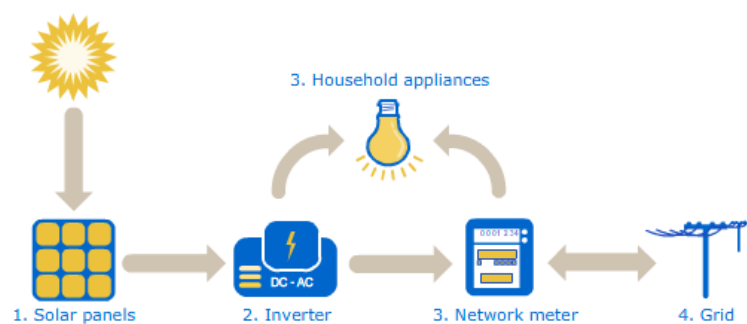 3. Household appliances
0001 234
DC - AC
1. Solar panels
2. Inverter
3. Network meter
4. Grid